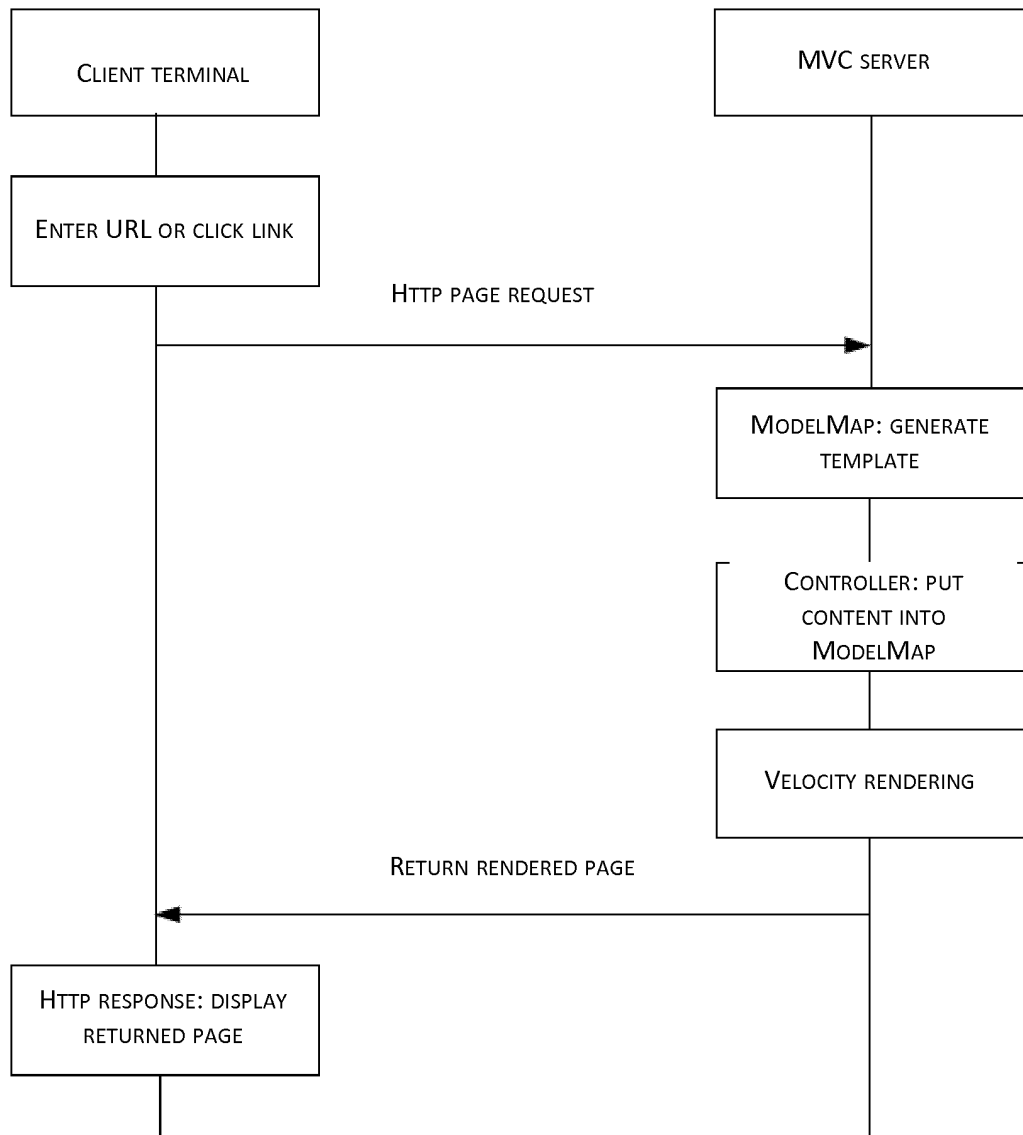 Client terminal
MVC server
Enter URL or click link
Http page request
ModelMap: generate
template
Controller: put
content into
ModelMap
Velocity rendering
Return rendered page
Http response: display
returned page